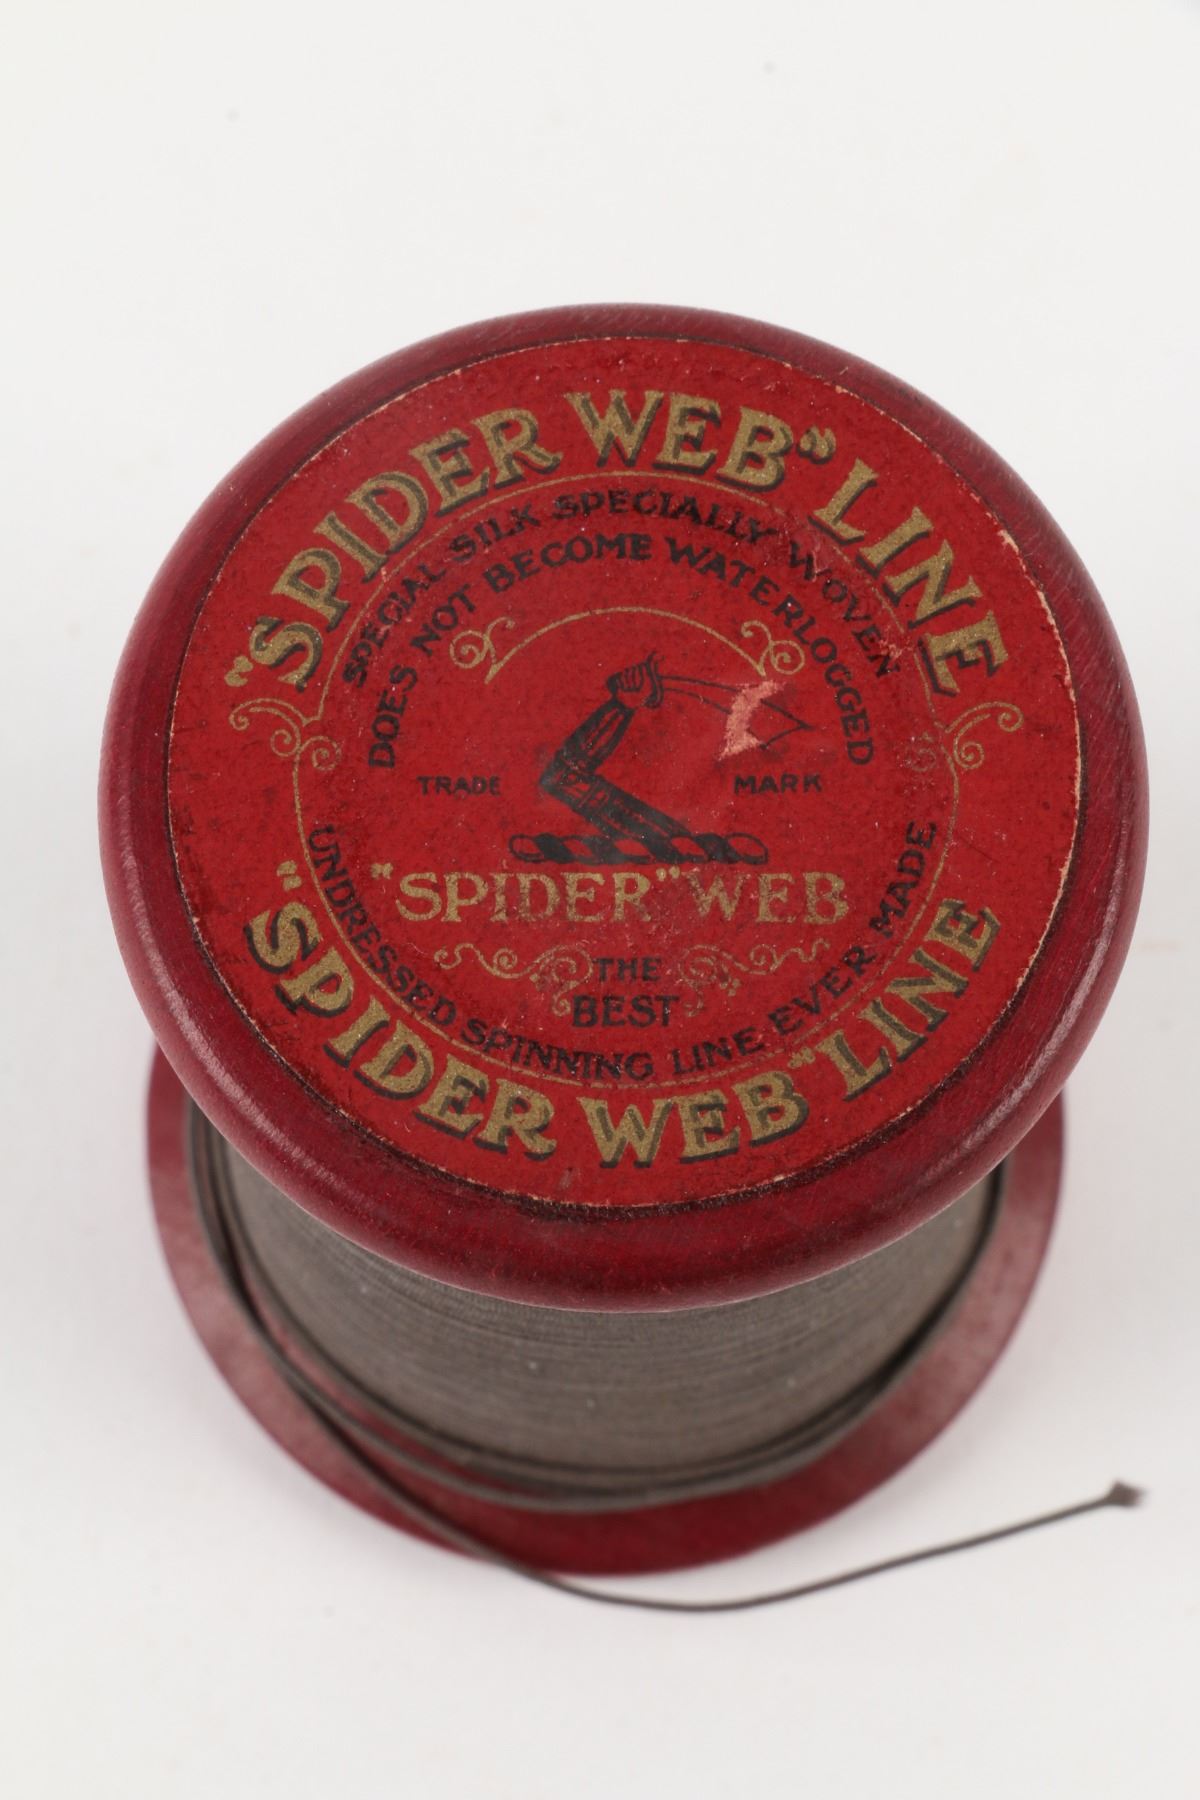 "SPIDER WEB" LINE
SPECIAL SILK SPECIALLY WOVEN
DOES NOT BECOME WATERLOGGED
TRADE MARK
"SPIDER" WEB
THE
BEST
UNDRESSED SPINNING LINE EVER MADE
"SPIDER WEB" LINE